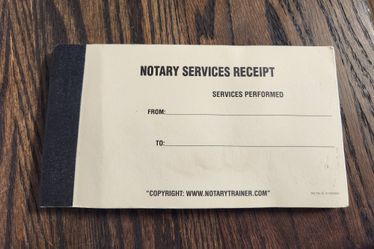 NOTARY SERVICES RECEIPT
SERVICES PERFORMED
FROM:
TO:
"COPYRIGHT: WWW.NOTARYTRAINER.COM"